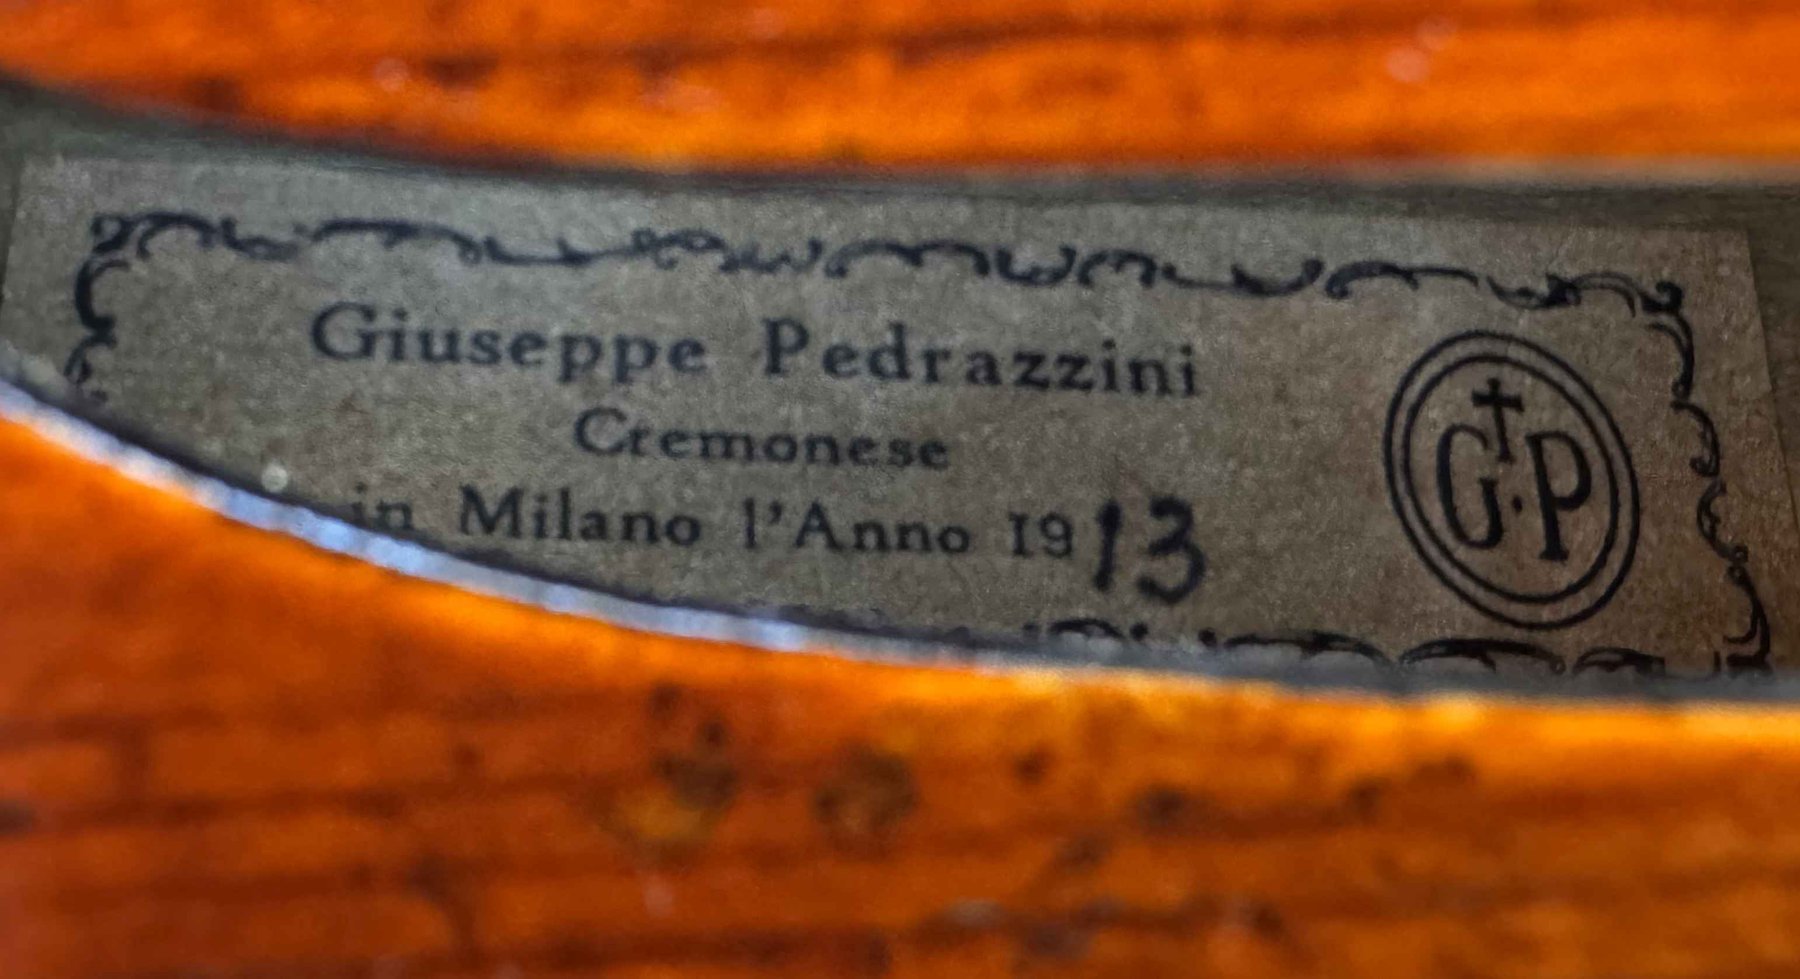 Giuseppe Pedrazzini
Cremonese
in Milano l'Anno 1913
G·P